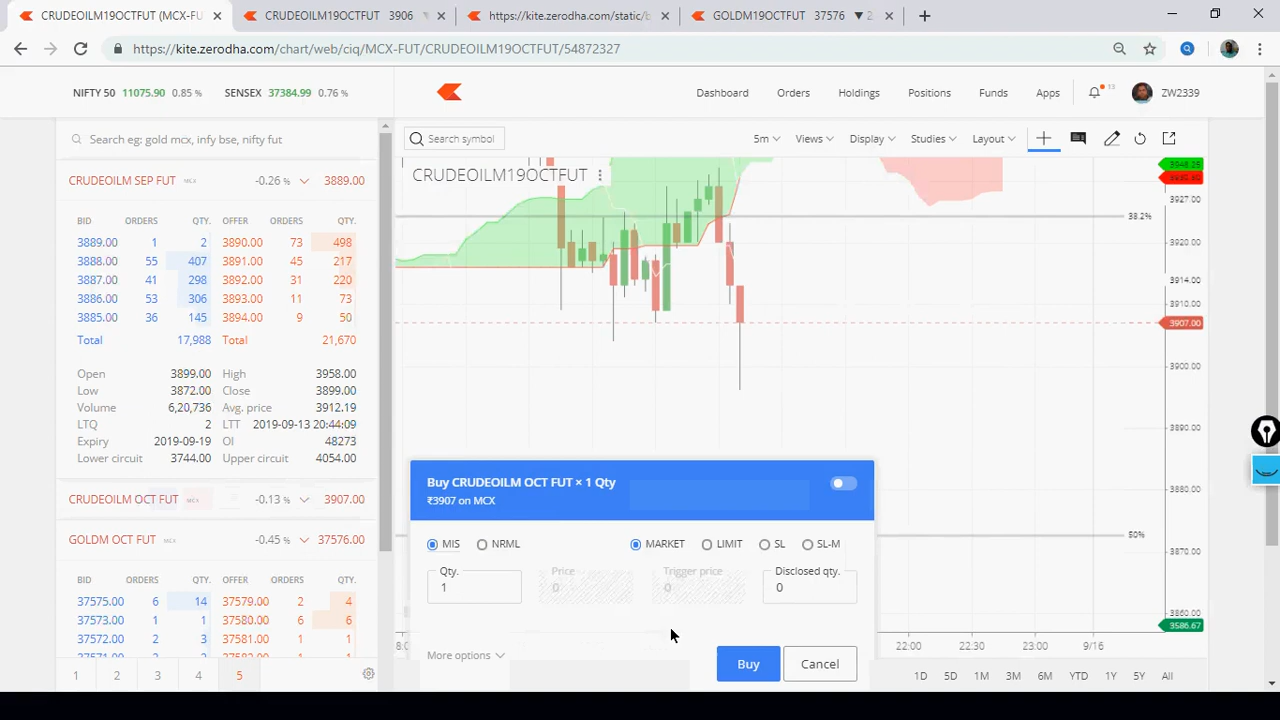 CRUDEOILM19OCTFUT (MCX-FU
CRUDEOILM19OCTFUT 3906 ▼
https://kite.zerodha.com/static/b
GOLDM19OCTFUT 37576 ▼ 2
https://kite.zerodha.com/chart/web/ciq/MCX-FUT/CRUDEOILM19OCTFUT/54872327
NIFTY 50 11075.90 0.85 % SENSEX 37384.99 0.76 %
Dashboard Orders Holdings Positions Funds Apps 13 ZW2339
Search eg: gold mcx, infy bse, nifty fut
Search symbol 5m Views Display Studies Layout
CRUDEOILM SEP FUT MCX -0.26 % 3889.00
BID ORDERS QTY. OFFER ORDERS QTY.
3889.00 1 2 3890.00 73 498
3888.00 55 407 3891.00 45 217
3887.00 41 298 3892.00 31 220
3886.00 53 306 3893.00 11 73
3885.00 36 145 3894.00 9 50
Total 17,988 Total 21,670
Open 3899.00 High 3958.00
Low 3872.00 Close 3899.00
Volume 6,20,736 Avg. price 3912.19
LTQ 2 LTT 2019-09-13 20:44:09
Expiry 2019-09-19 OI 48273
Lower circuit 3744.00 Upper circuit 4054.00
CRUDEOILM OCT FUT MCX -0.13 % 3907.00
GOLDM OCT FUT MCX -0.45 % 37576.00
BID ORDERS QTY. OFFER ORDERS QTY.
37575.00 6 14 37579.00 2 4
37573.00 1 1 37580.00 6 6
37572.00 2 3 37581.00 1 1
1 2 3 4 5
CRUDEOILM19OCTFUT
3948.25
3927.00
38.2%
3920.00
3914.00
3910.00
3907.00
3900.00
3890.00
3880.00
50%
3870.00
3860.00
3586.67
Buy CRUDEOILM OCT FUT × 1 Qty
₹3907 on MCX
MIS NRML MARKET LIMIT SL SL-M
Qty. Price Trigger price Disclosed qty.
1 0 0 0
More options Buy Cancel
22:00 22:30 23:00 9/16
1D 5D 1M 3M 6M YTD 1Y 5Y All